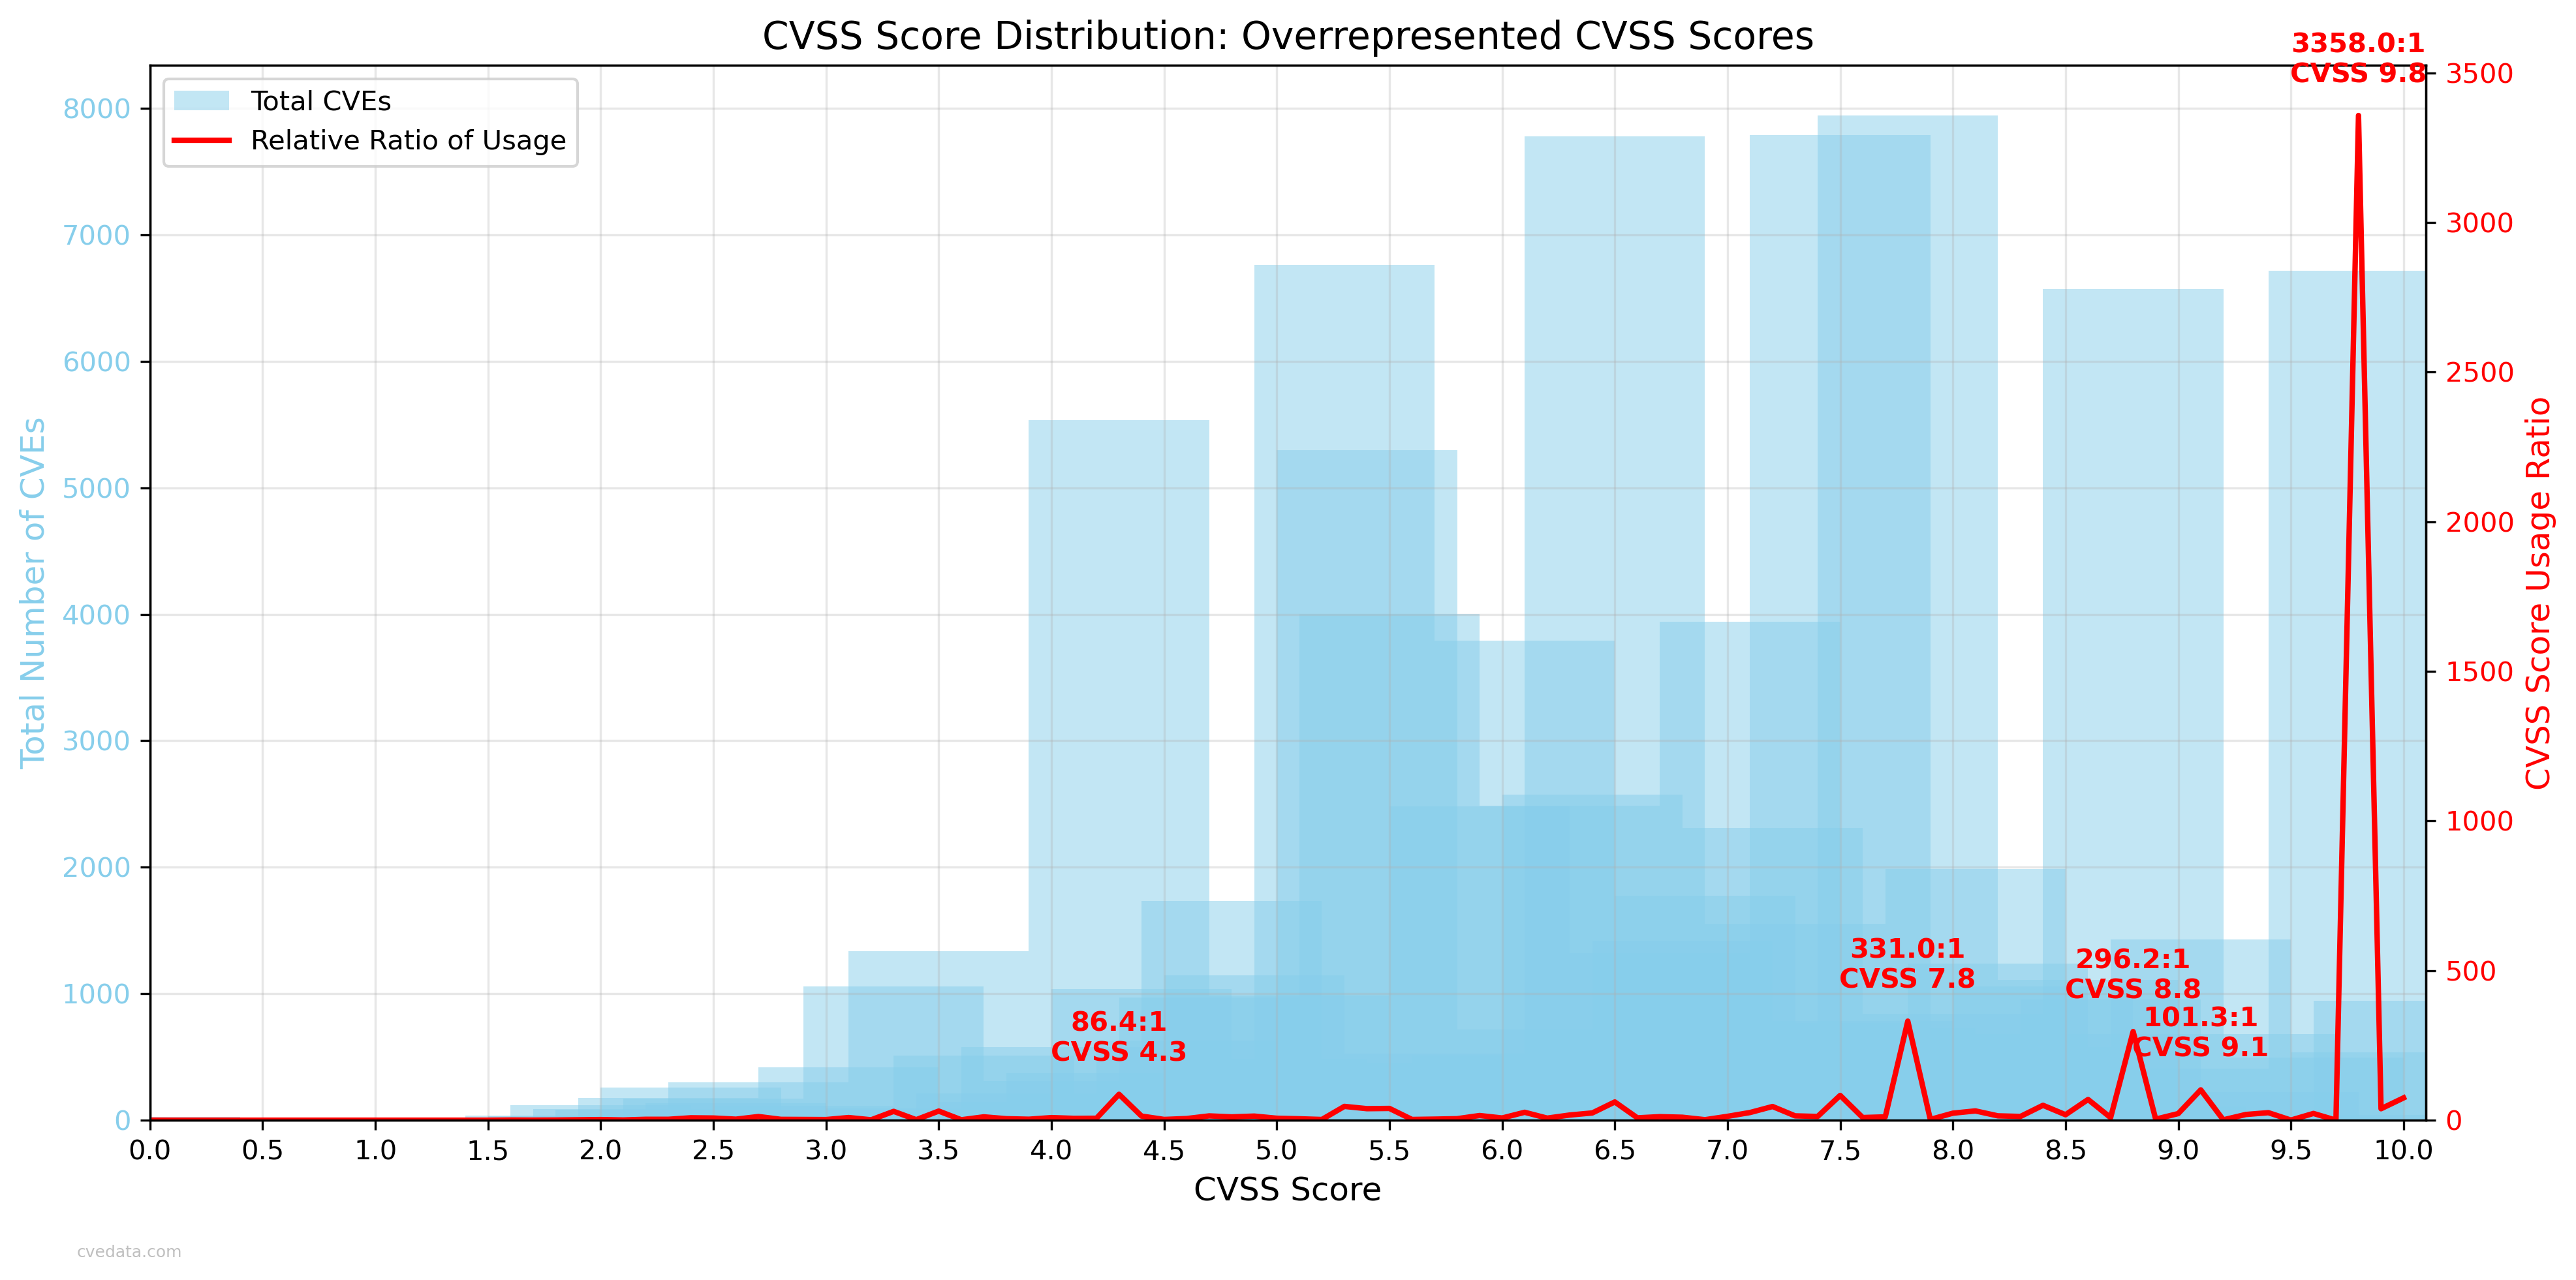 CVSS Score Distribution: Overrepresented CVSS Scores
Total CVEs
Relative Ratio of Usage
3358.0:1
CVSS 9.8
331.0:1
CVSS 7.8
296.2:1
CVSS 8.8
101.3:1
CVSS 9.1
86.4:1
CVSS 4.3
Total Number of CVEs
8000
7000
6000
5000
4000
3000
2000
1000
0
CVSS Score Usage Ratio
3500
3000
2500
2000
1500
1000
500
0
0.0 0.5 1.0 1.5 2.0 2.5 3.0 3.5 4.0 4.5 5.0 5.5 6.0 6.5 7.0 7.5 8.0 8.5 9.0 9.5 10.0
CVSS Score
cvedata.com